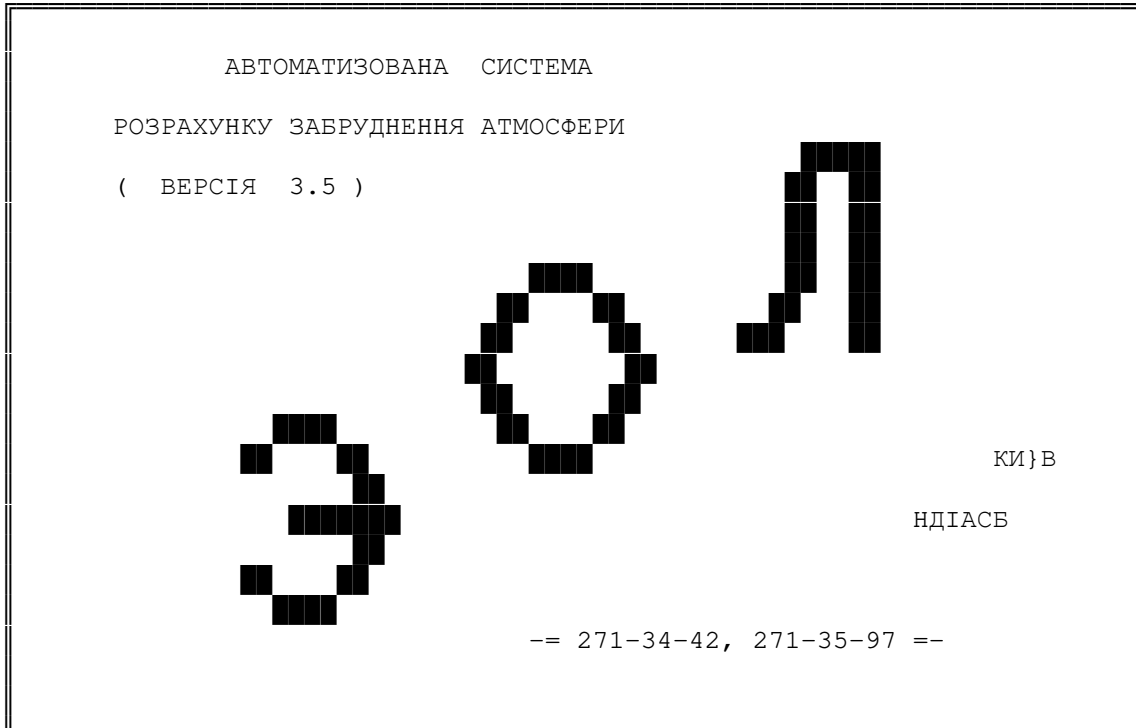 АВТОМАТИЗОВАНА СИСТЕМА
РОЗРАХУНКУ ЗАБРУДНЕННЯ АТМОСФЕРИ
( ВЕРСІЯ 3.5 )
ЭОЛ
КИ}В
НДІАСБ
-= 271-34-42, 271-35-97 =-